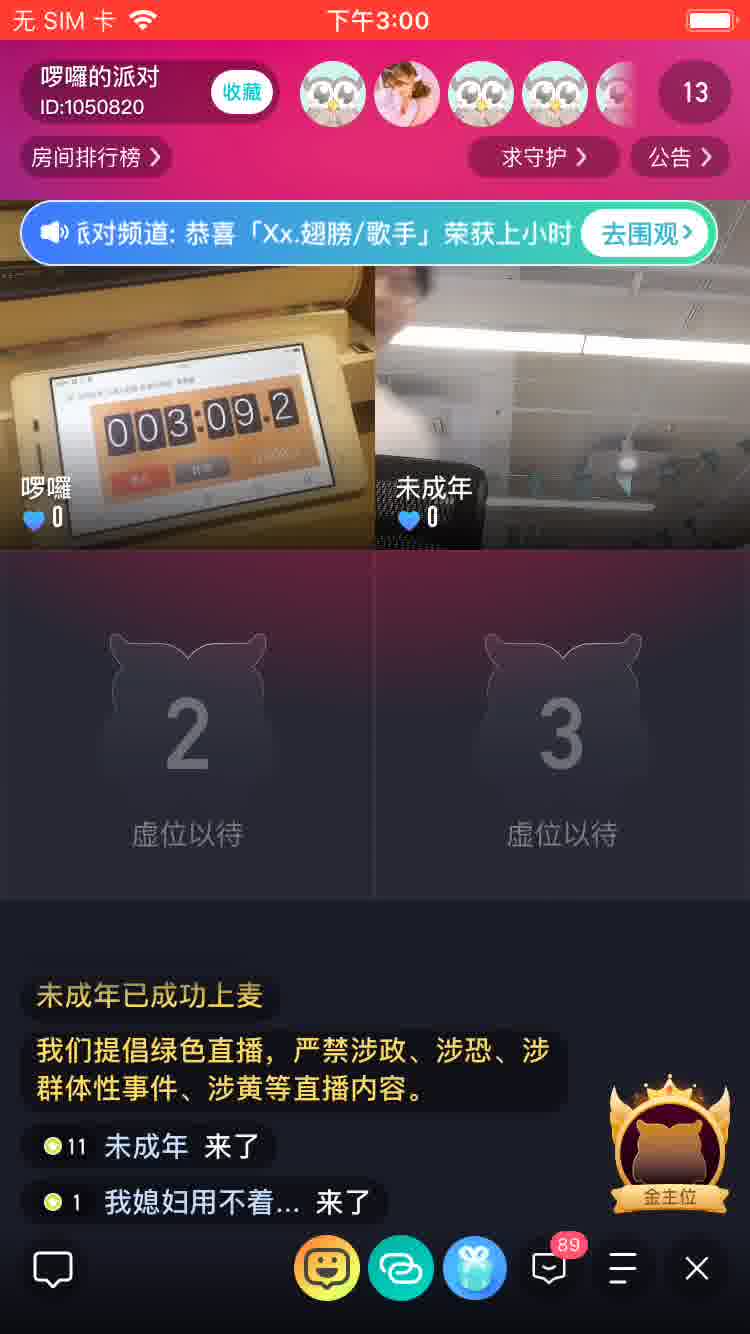 无 SIM 卡
下午3:00
啰囉的派对
ID:1050820
收藏
13
房间排行榜
求守护
公告
派对频道: 恭喜「Xx.翅膀/歌手」荣获上小时
去围观
003:09.2
啰囉
0
未成年
0
2
3
虚位以待
虚位以待
未成年已成功上麦
我们提倡绿色直播，严禁涉政、涉恐、涉
群体性事件、涉黄等直播内容。
11 未成年 来了
1 我媳妇用不着... 来了
金主位
89